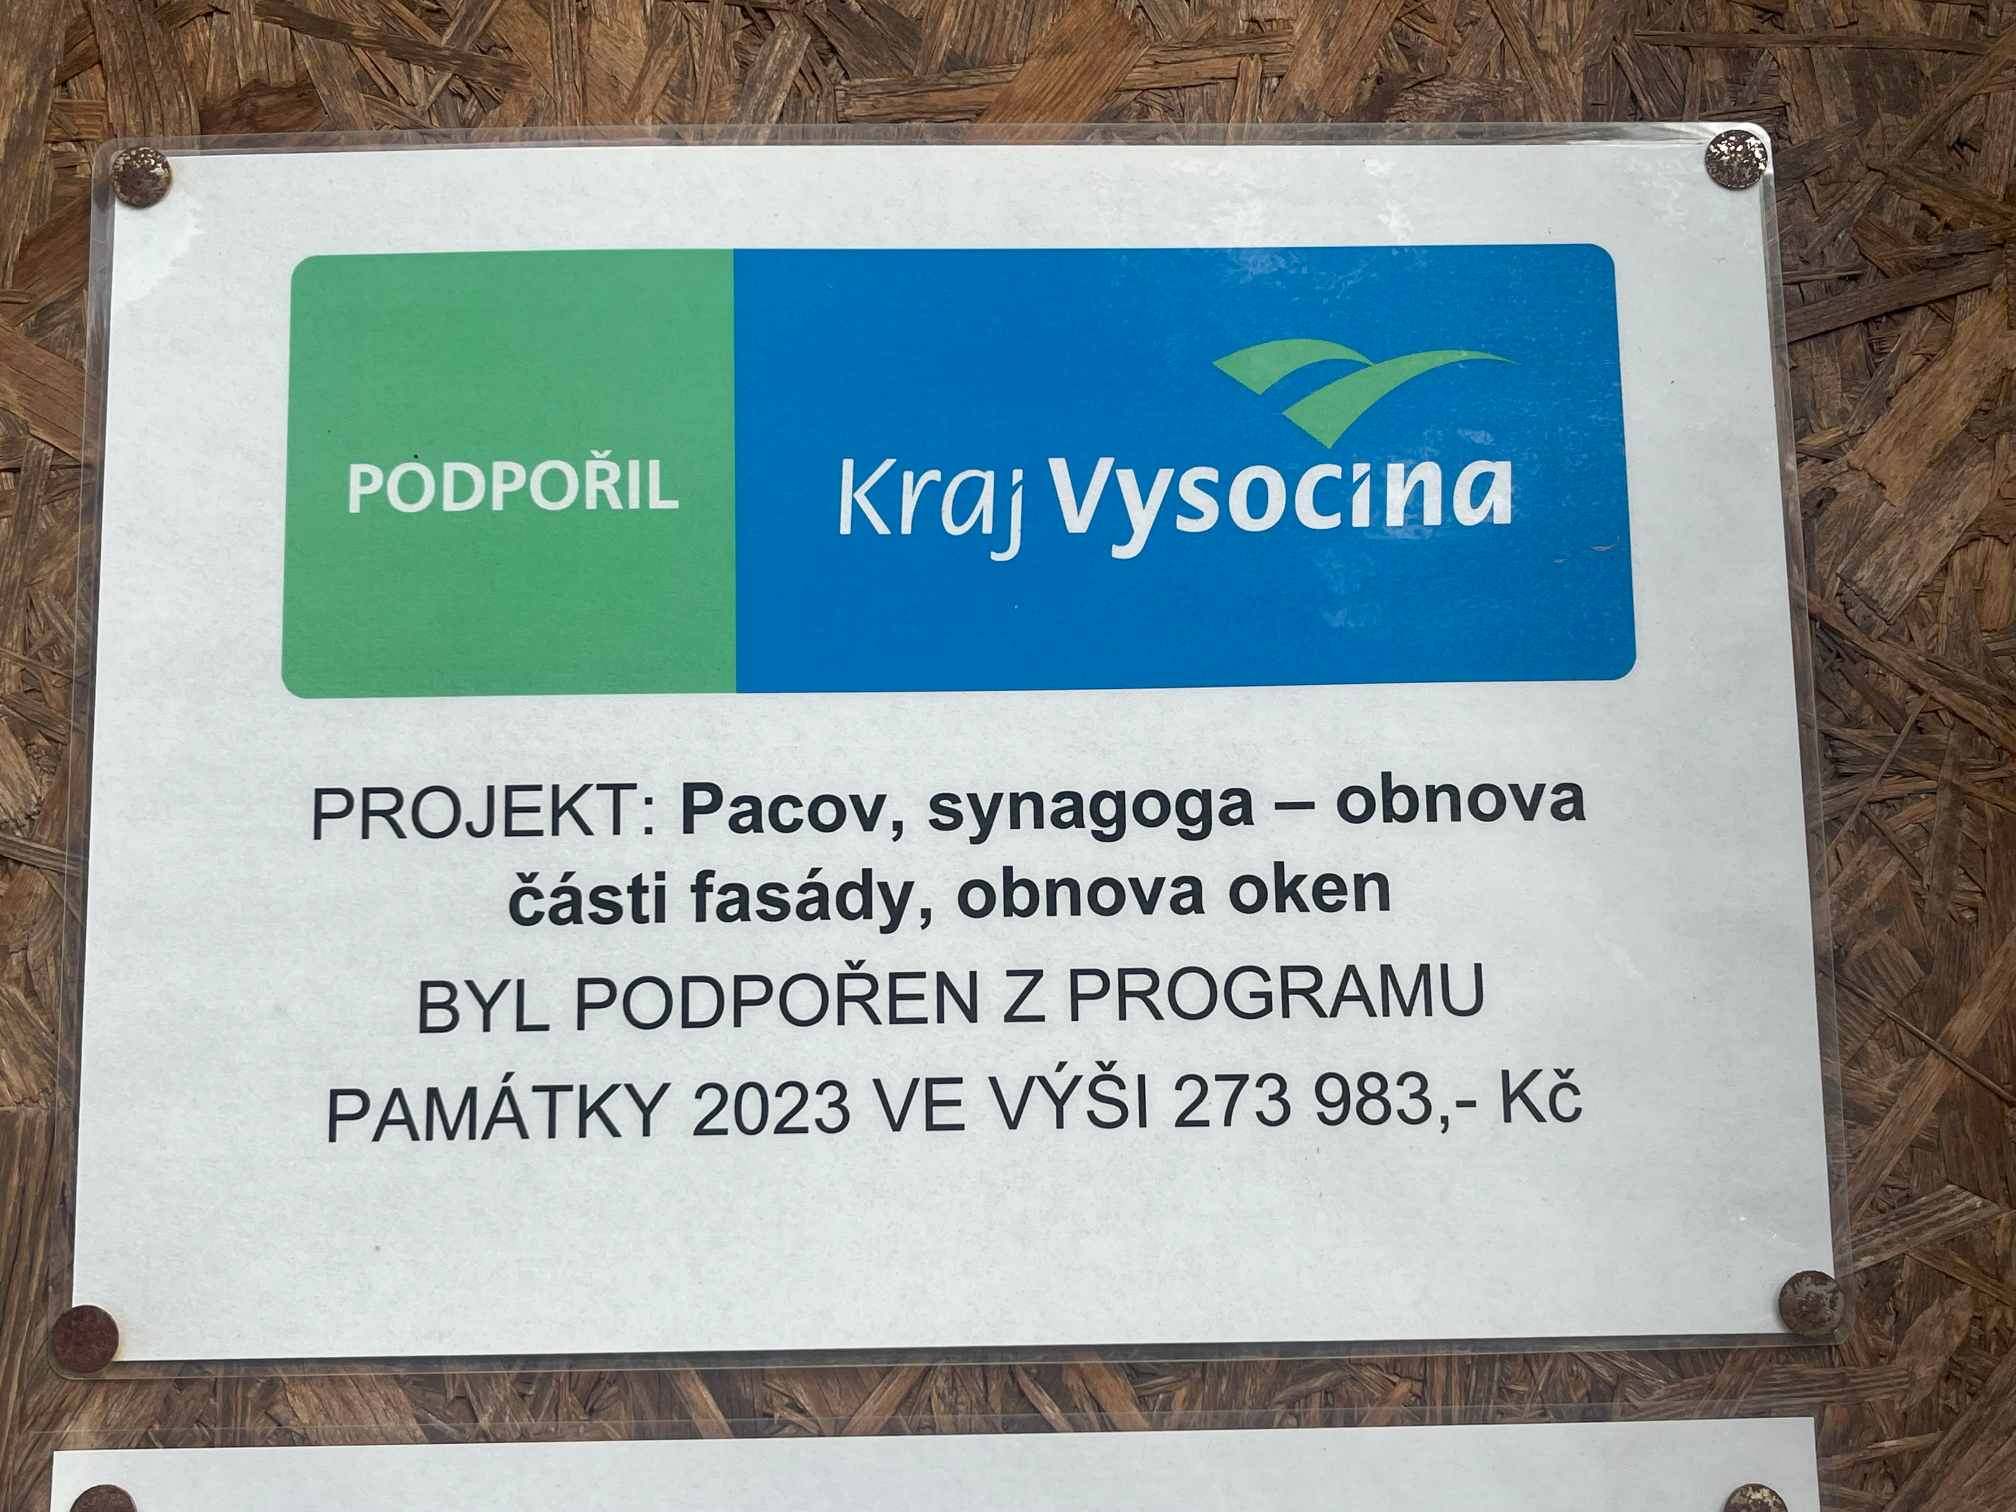 PODPOŘIL
Kraj Vysocina
PROJEKT: Pacov, synagoga – obnova
části fasády, obnova oken
BYL PODPOŘEN Z PROGRAMU
PAMÁTKY 2023 VE VÝŠI 273 983,- Kč